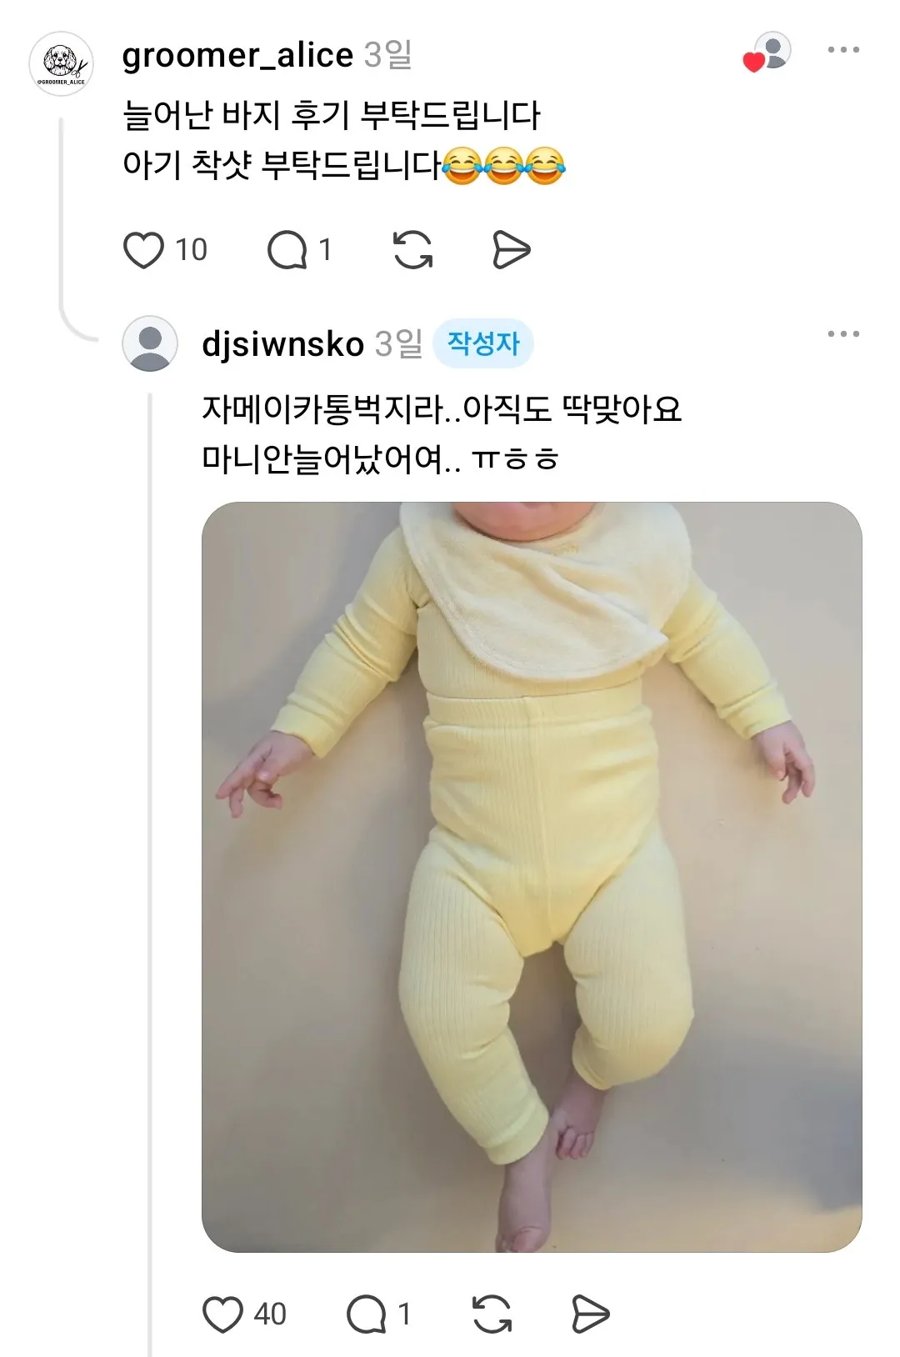 @GROOMER_ALICE
groomer_alice 3일
늘어난 바지 후기 부탁드립니다
아기 착샷 부탁드립니다😂😂😂
10 1
djsiwnsko 3일 작성자
자메이카통벅지라..아직도 딱맞아요
마니안늘어났어여.. ㅠㅎㅎ
40 1